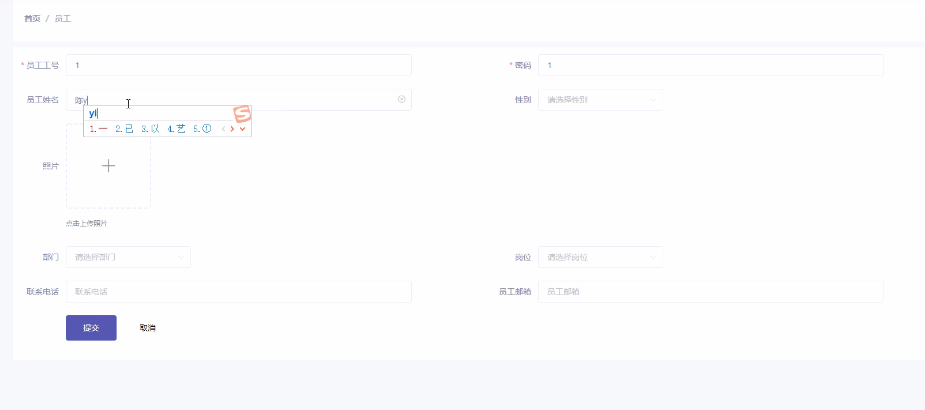 首页 / 员工
* 员工工号 1
* 密码 1
员工姓名 陈y
性别 请选择性别
yi
1.一 2.已 3.以 4.艺 5.①
照片
点击上传照片
部门 请选择部门
岗位 请选择岗位
联系电话 联系电话
员工邮箱 员工邮箱
提交 取消